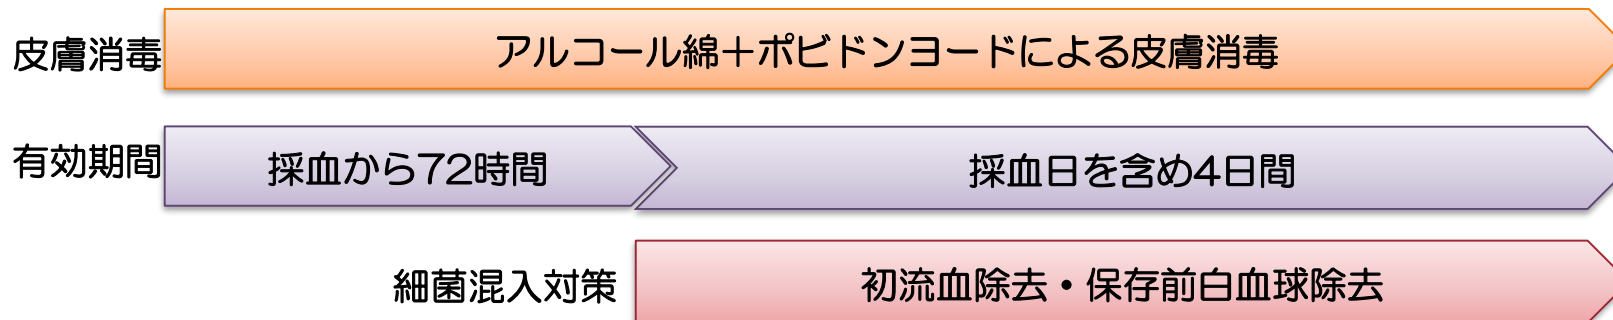 皮膚消毒
アルコール綿＋ポビドンヨードによる皮膚消毒
有効期間
採血から72時間
採血日を含め4日間
細菌混入対策
初流血除去・保存前白血球除去